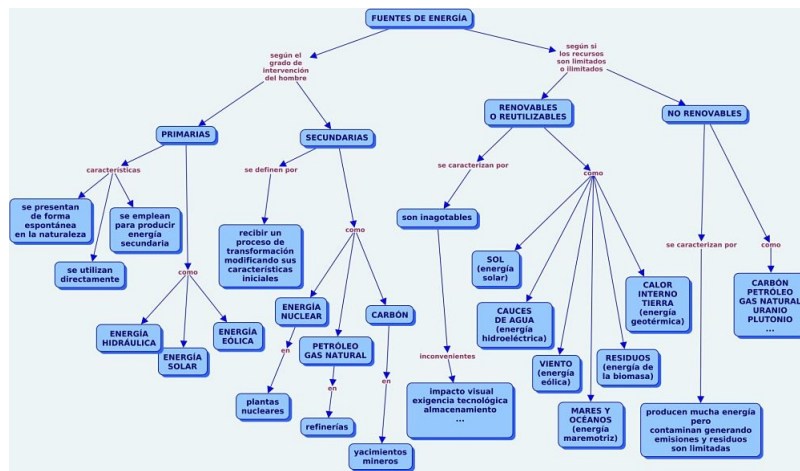 FUENTES DE ENERGÍA
según el
grado de
intervención
del hombre
según si
los recursos
son limitados
o ilimitados
PRIMARIAS
SECUNDARIAS
RENOVABLES
O REUTILIZABLES
NO RENOVABLES
características
se presentan
de forma
espontánea
en la naturaleza
se emplean
para producir
energía
secundaria
se utilizan
directamente
como
ENERGÍA
HIDRÁULICA
ENERGÍA
SOLAR
ENERGÍA
EÓLICA
se definen por
recibir un
proceso de
transformación
modificando sus
características
iniciales
como
ENERGÍA
NUCLEAR
PETRÓLEO
GAS NATURAL
CARBÓN
en
plantas
nucleares
en
refinerías
en
yacimientos
mineros
se caracterizan por
son inagotables
inconvenientes
impacto visual
exigencia tecnológica
almacenamiento
...
como
SOL
(energía
solar)
CAUCES
DE AGUA
(energía
hidroeléctrica)
VIENTO
(energía
eólica)
MARES Y
OCÉANOS
(energía
maremotriz)
RESIDUOS
(energía de
la biomasa)
CALOR
INTERNO
TIERRA
(energía
geotérmica)
se caracterizan por
producen mucha energía
pero
contaminan generando
emisiones y residuos
son limitadas
como
CARBÓN
PETRÓLEO
GAS NATURAL
URANIO
PLUTONIO
...